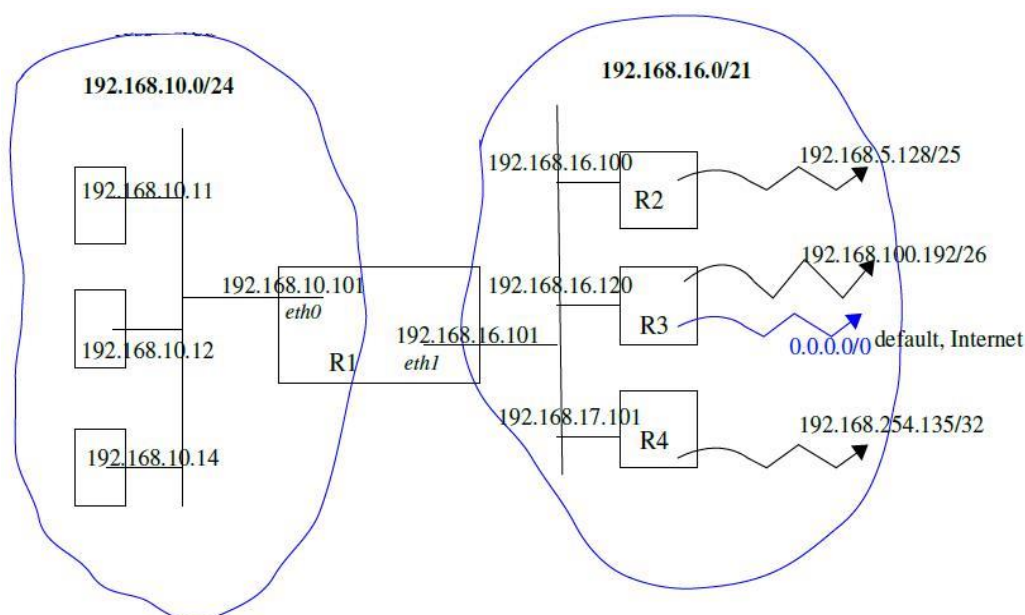 192.168.10.0/24
192.168.16.0/21
192.168.10.11
192.168.10.101
eth0
192.168.10.12
192.168.10.14
R1
192.168.16.101
eth1
192.168.16.100
R2
192.168.5.128/25
192.168.16.120
R3
192.168.100.192/26
0.0.0.0/0 default, Internet
192.168.17.101
R4
192.168.254.135/32